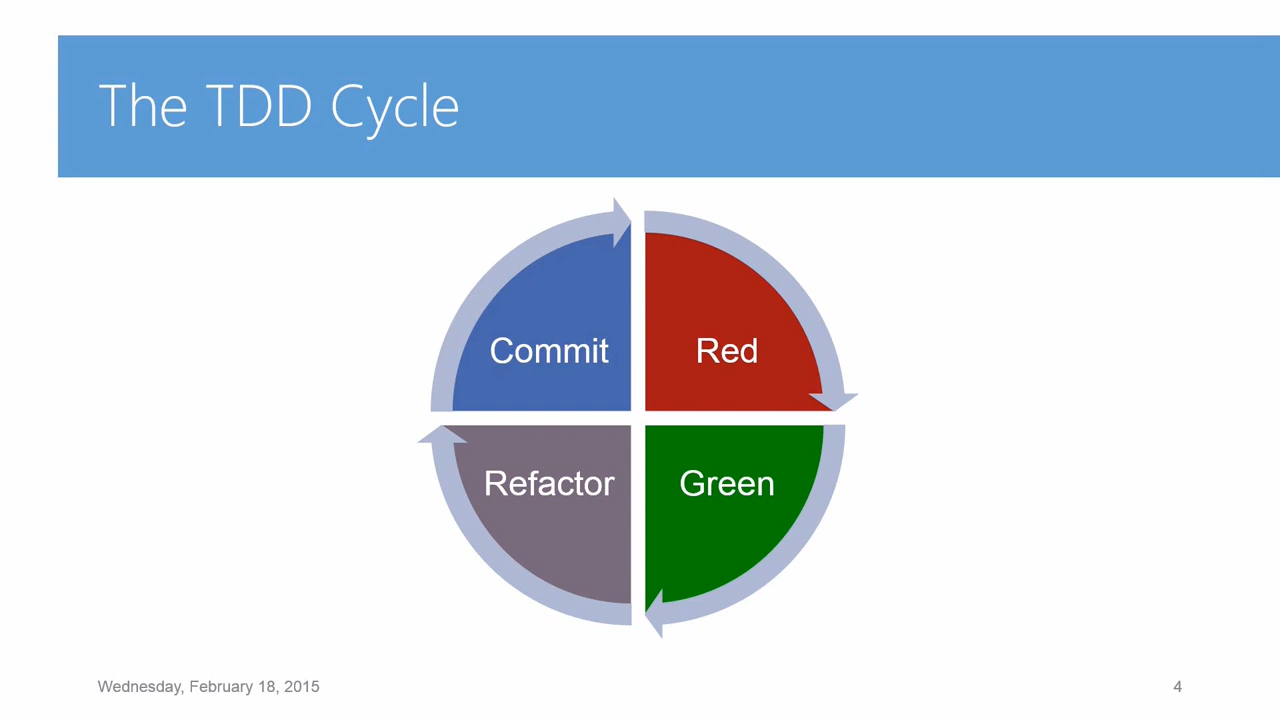 The TDD Cycle
Commit
Red
Refactor
Green
Wednesday, February 18, 2015
4